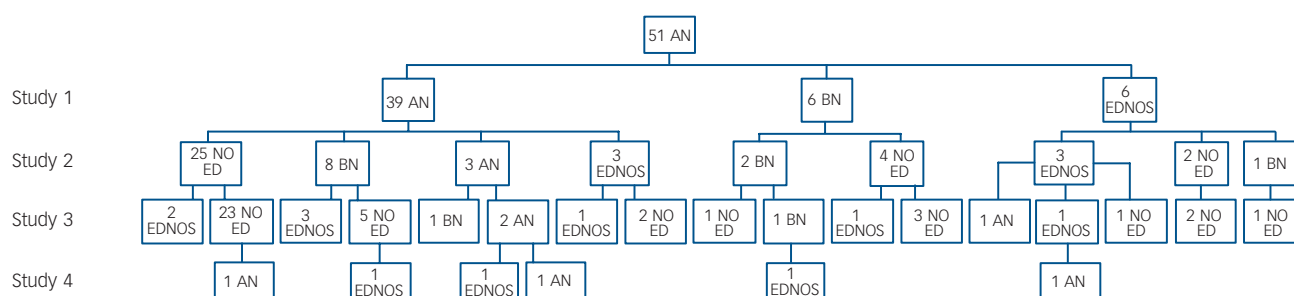 51 AN
Study 1
39 AN
6 BN
6
EDNOS
Study 2
25 NO
ED
8 BN
3 AN
3
EDNOS
2 BN
4 NO
ED
3
EDNOS
2 NO
ED
1 BN
Study 3
2
EDNOS
23 NO
ED
3
EDNOS
5 NO
ED
1 BN
2 AN
1
EDNOS
2 NO
ED
1 NO
ED
1 BN
1
EDNOS
3 NO
ED
1 AN
1
EDNOS
1 NO
ED
2 NO
ED
1 NO
ED
Study 4
1 AN
1
EDNOS
1
EDNOS
1 AN
1
EDNOS
1 AN